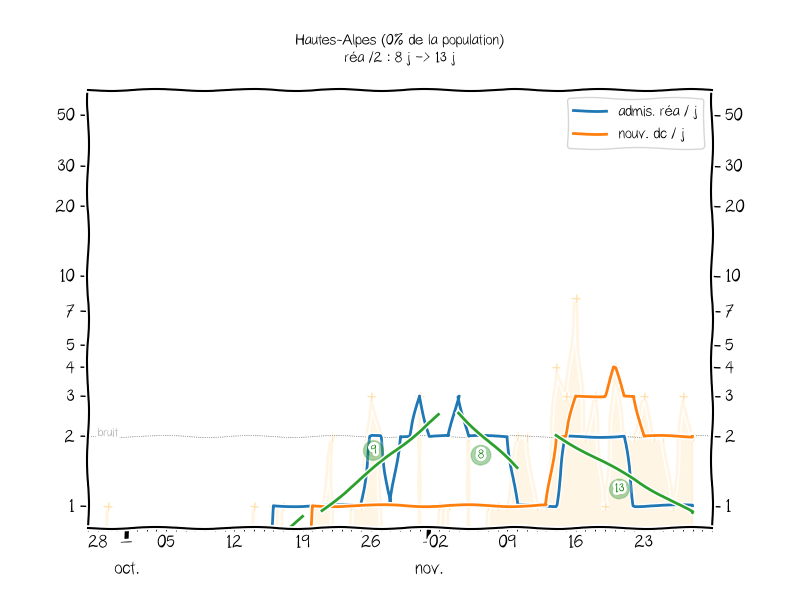 Hautes-Alpes (0% de la population)
réa /2 : 8 j -> 13 j
admis. réa / j
nouv. dc / j
50 50
30 30
20 20
10 10
7 7
5 5
4 4
3 3
bruit
2 2
1 1
9
8
13
28 05 12 19 26 02 09 16 23
oct. nov.